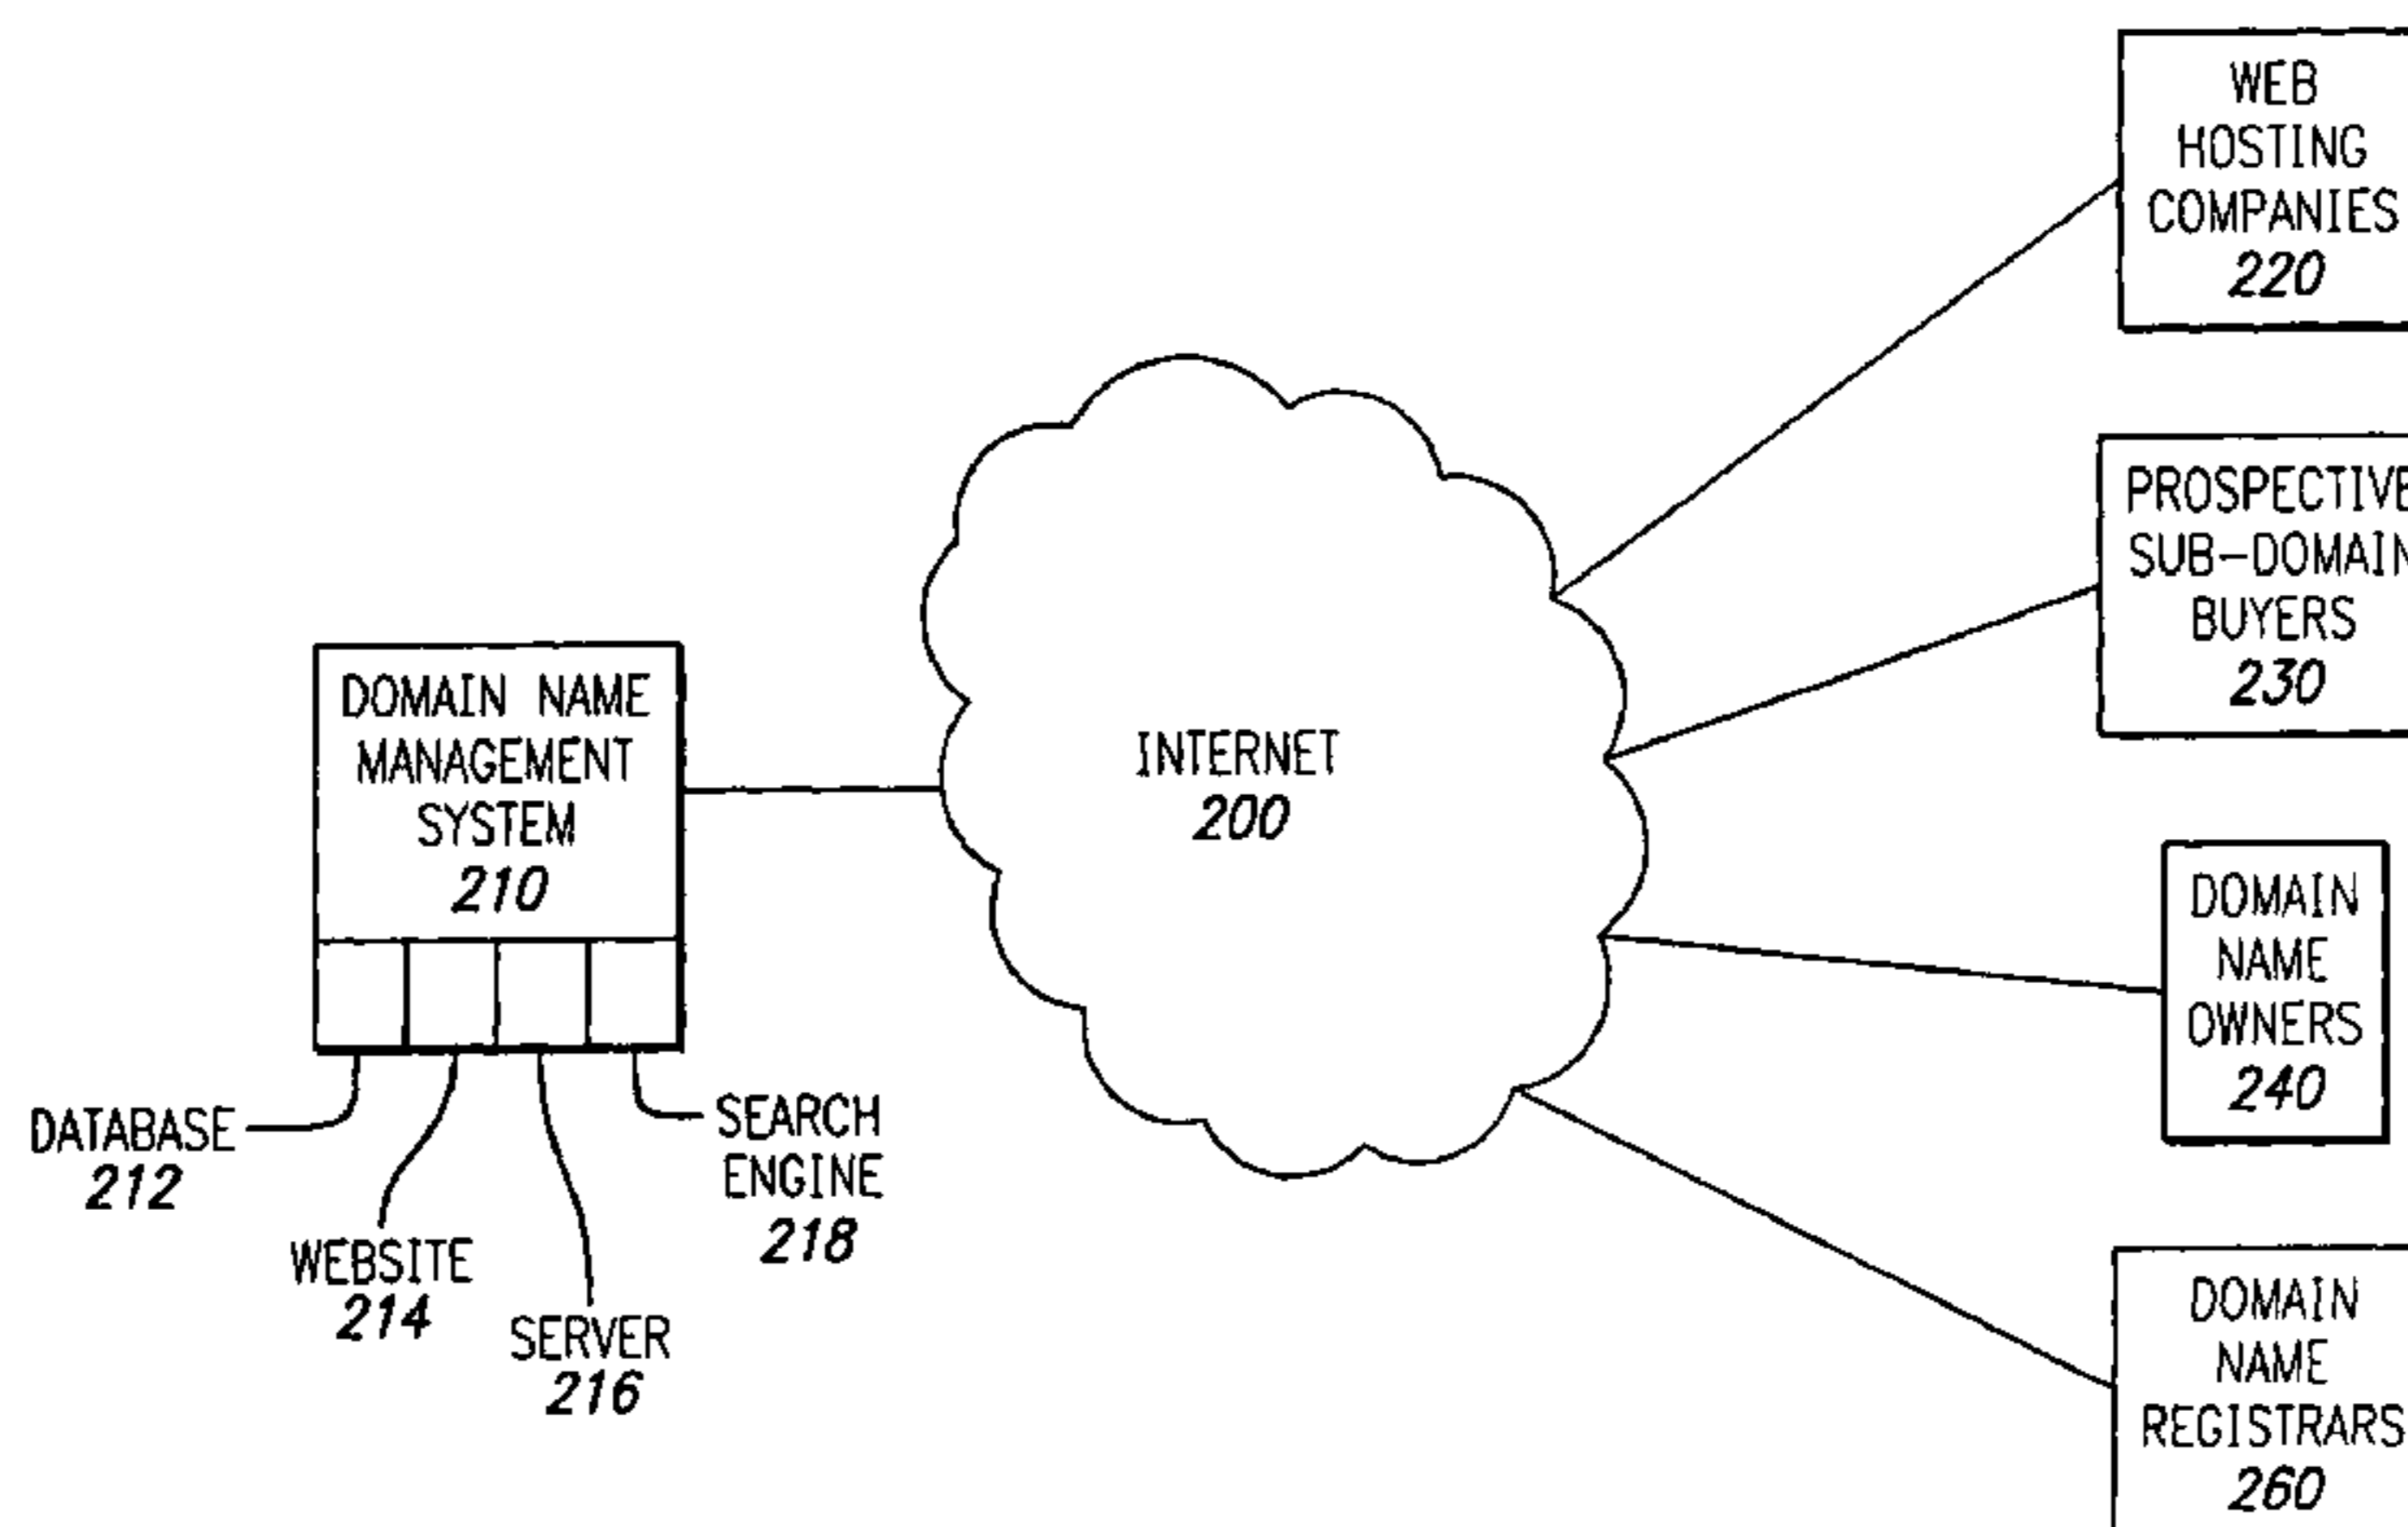 WEB
HOSTING
COMPANIES
220
PROSPECTIVE
SUB-DOMAIN
BUYERS
230
DOMAIN NAME
MANAGEMENT
SYSTEM
210
INTERNET
200
DOMAIN
NAME
OWNERS
240
DATABASE
212
WEBSITE
214
SERVER
216
SEARCH
ENGINE
218
DOMAIN
NAME
REGISTRARS
260